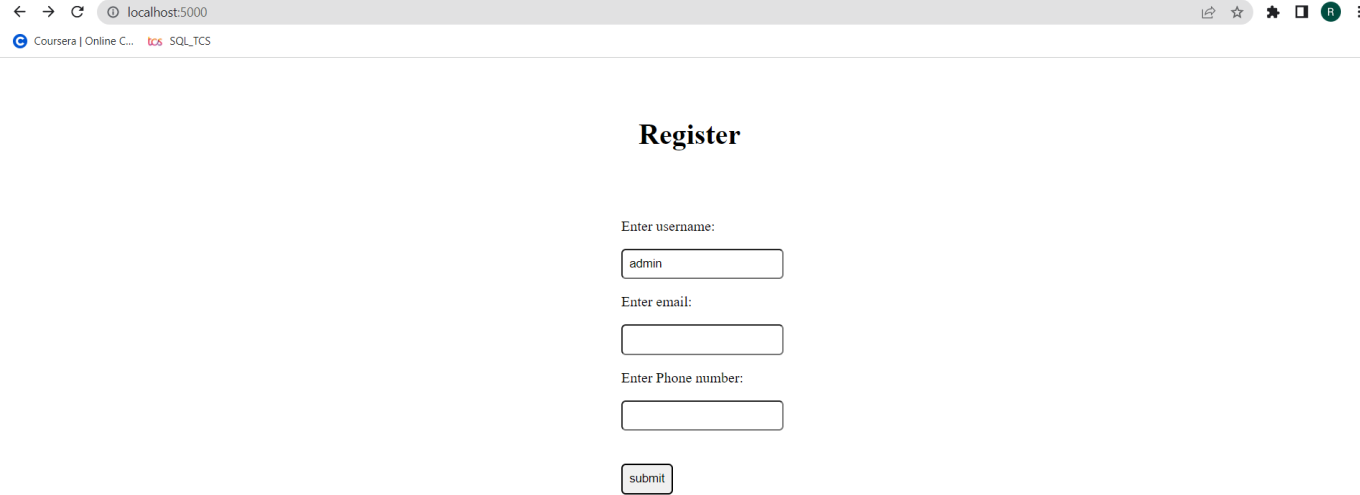 localhost:5000
R
Coursera | Online C... tcs SQL_TCS
Register
Enter username:
admin
Enter email:
Enter Phone number:
submit